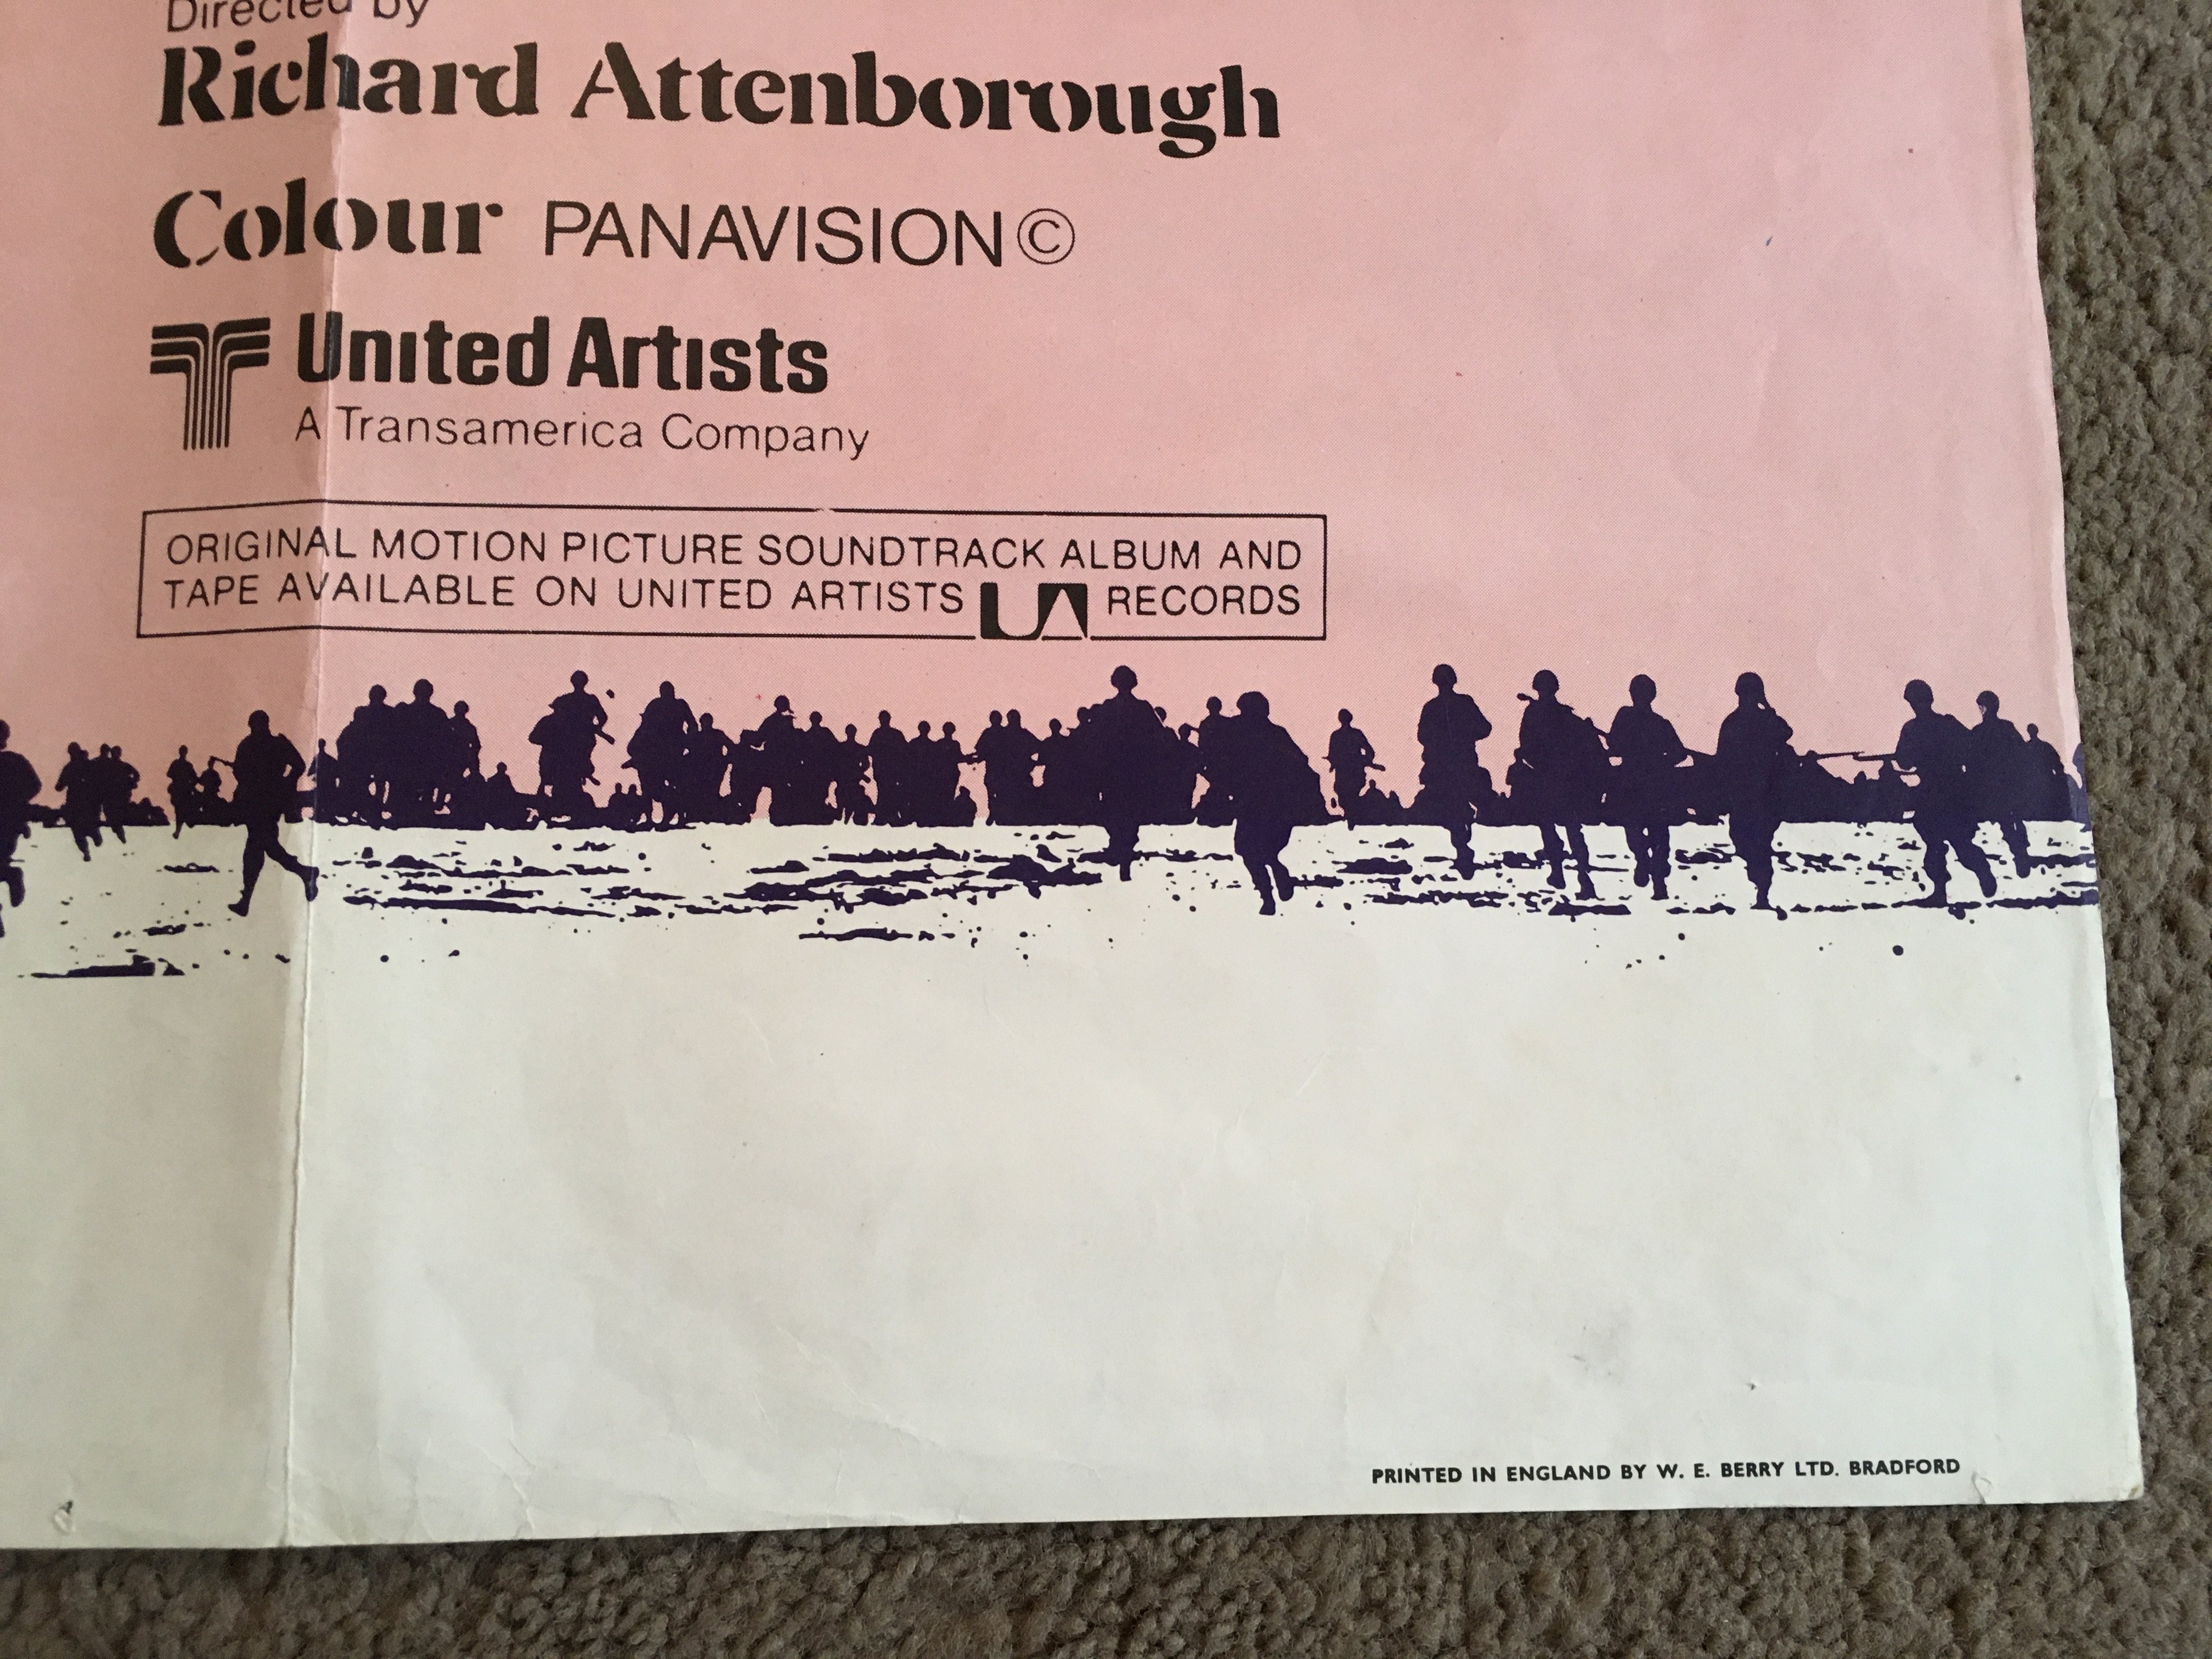 Directed by
Richard Attenborough
Colour PANAVISION©
United Artists
A Transamerica Company
ORIGINAL MOTION PICTURE SOUNDTRACK ALBUM AND
TAPE AVAILABLE ON UNITED ARTISTS UA RECORDS
PRINTED IN ENGLAND BY W. E. BERRY LTD. BRADFORD